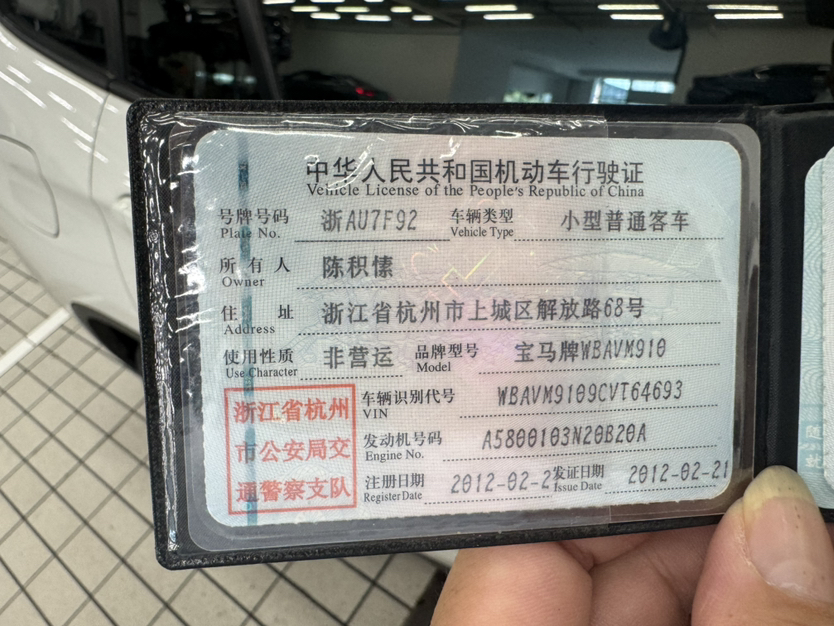 中华人民共和国机动车行驶证
Vehicle License of the People's Republic of China
号牌号码 浙AU7F92 车辆类型 小型普通客车
Plate No. Vehicle Type
所有人 陈积愫
Owner
住址 浙江省杭州市上城区解放路68号
Address
使用性质 非营运 品牌型号 宝马牌WBAVM910
Use Character Model
浙江省杭州
市公安局交
通警察支队
车辆识别代号 WBAVM9109CVT64693
VIN
发动机号码 A5800103N20B20A
Engine No.
注册日期 2012-02-2 发证日期 2012-02-21
Register Date Issue Date